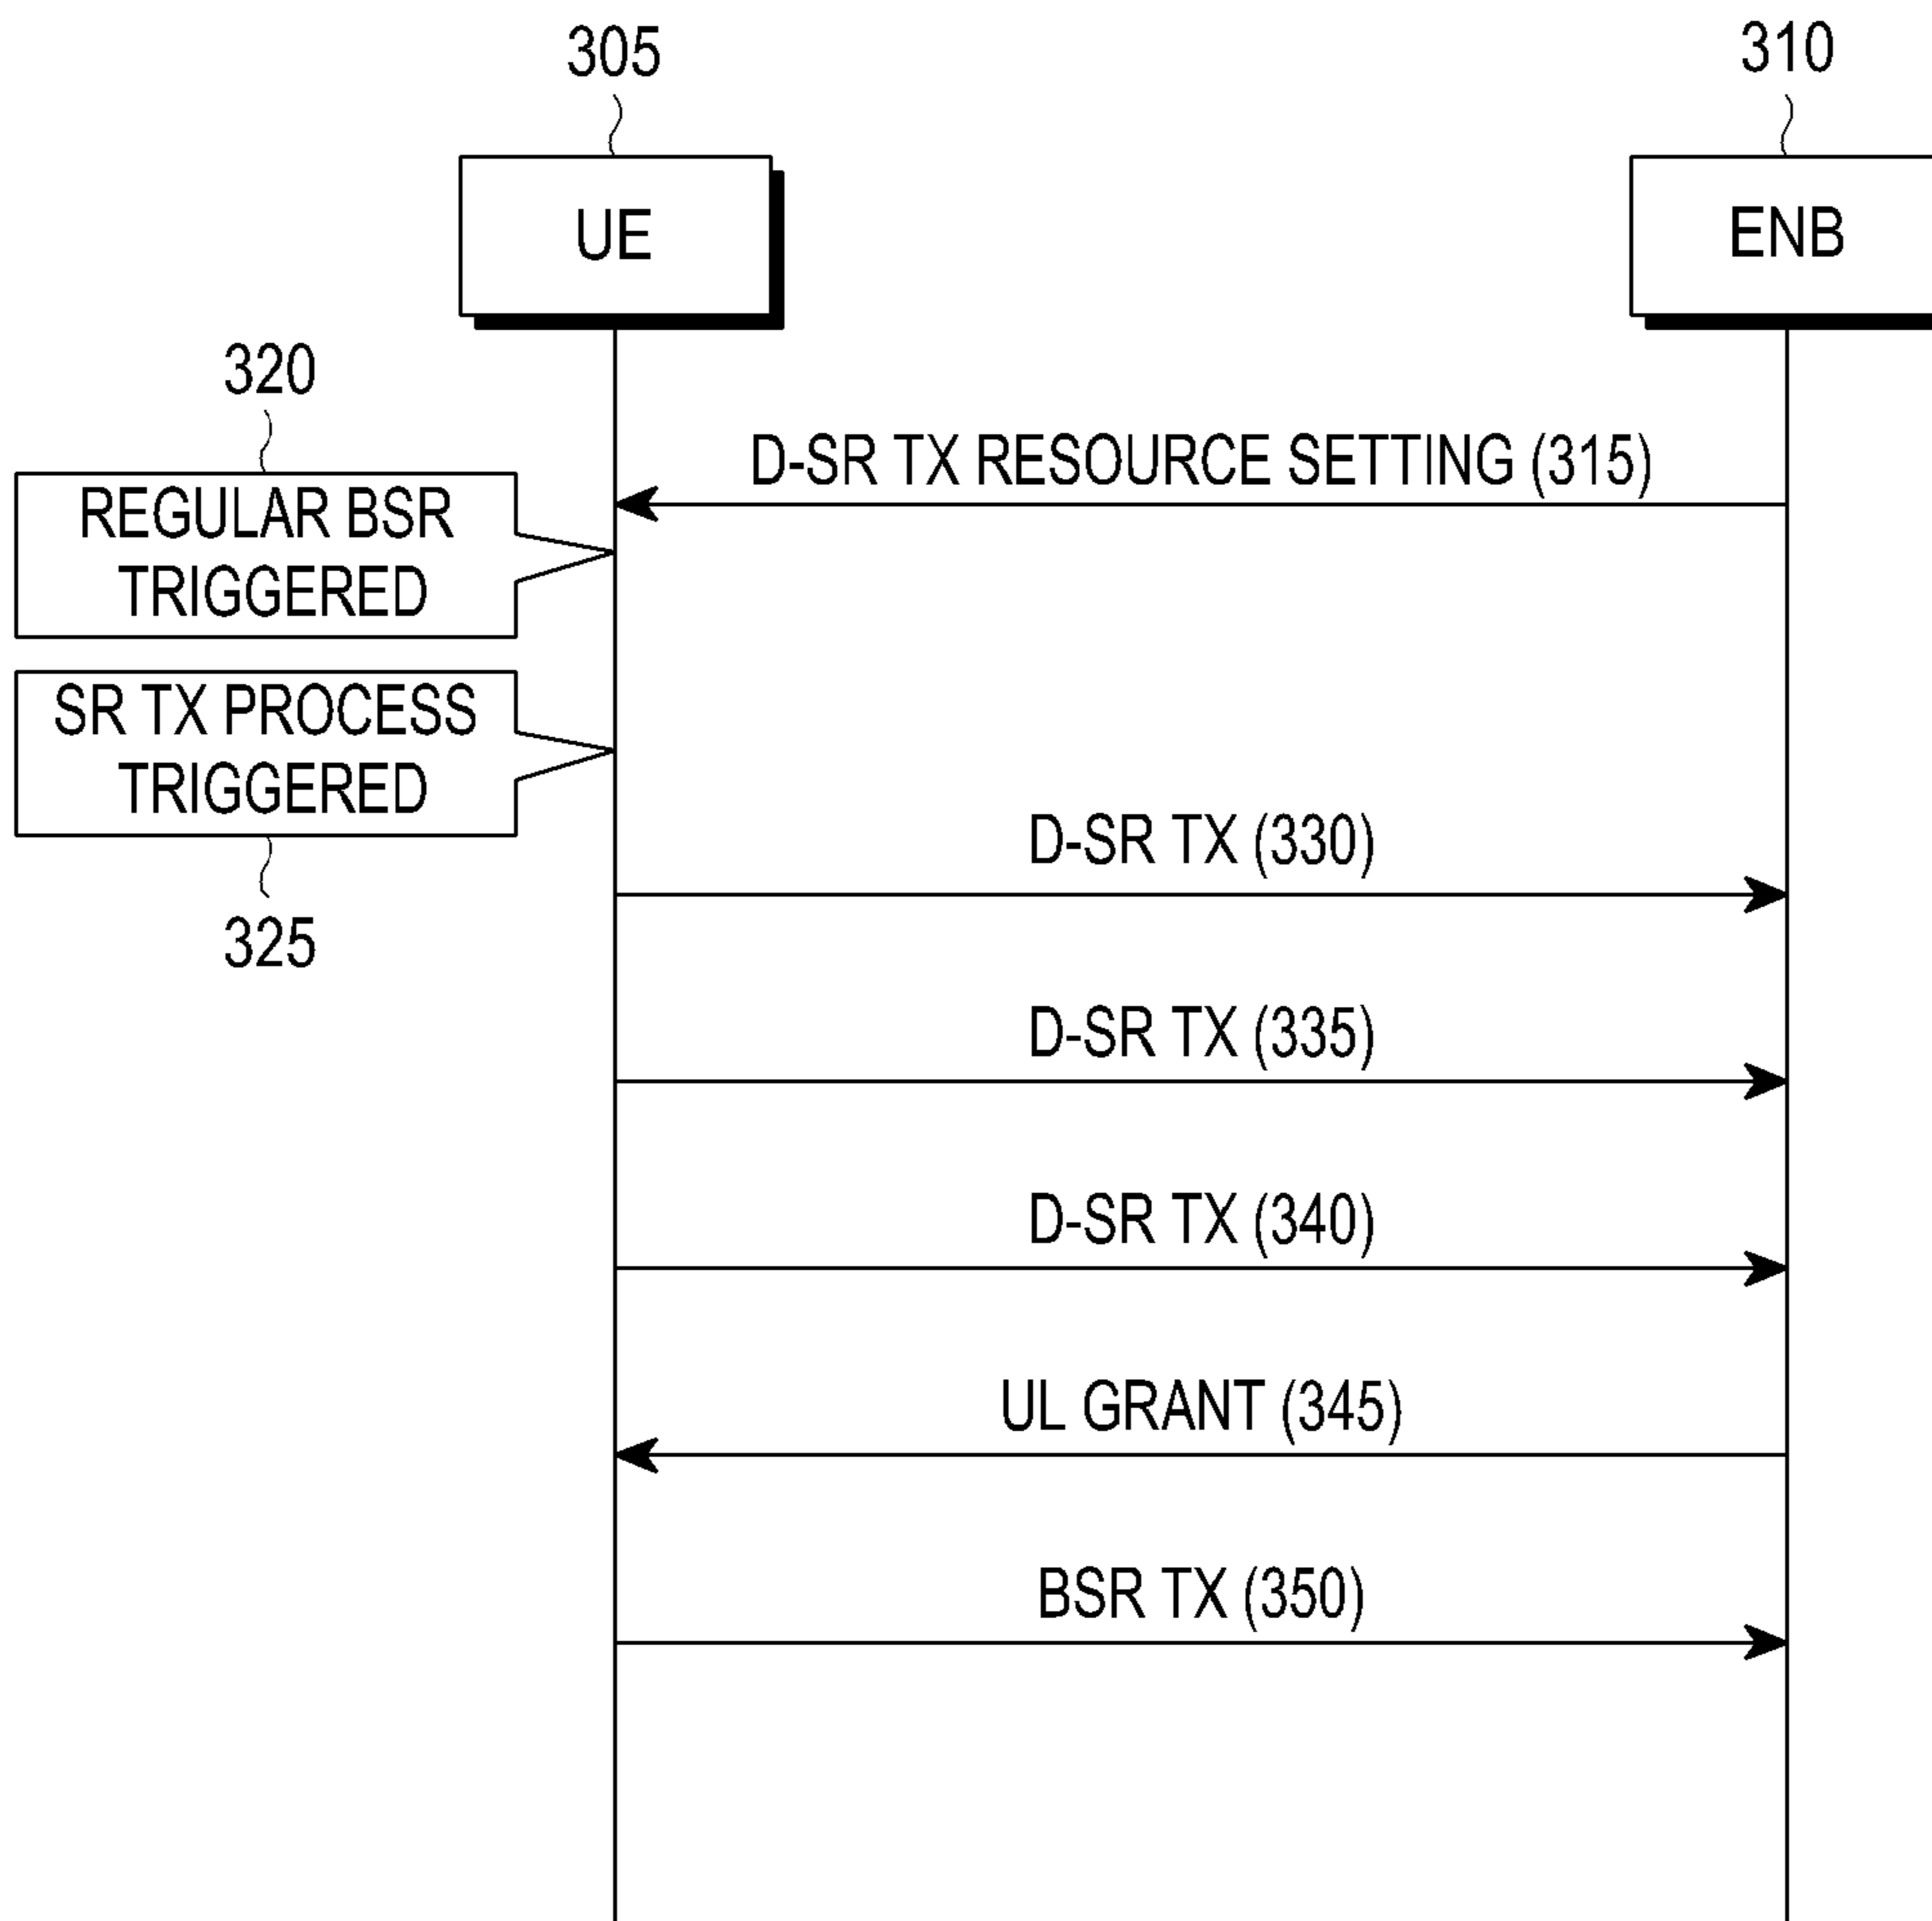 305
310
UE
ENB
320
D-SR TX RESOURCE SETTING (315)
REGULAR BSR
TRIGGERED
SR TX PROCESS
TRIGGERED
D-SR TX (330)
325
D-SR TX (335)
D-SR TX (340)
UL GRANT (345)
BSR TX (350)